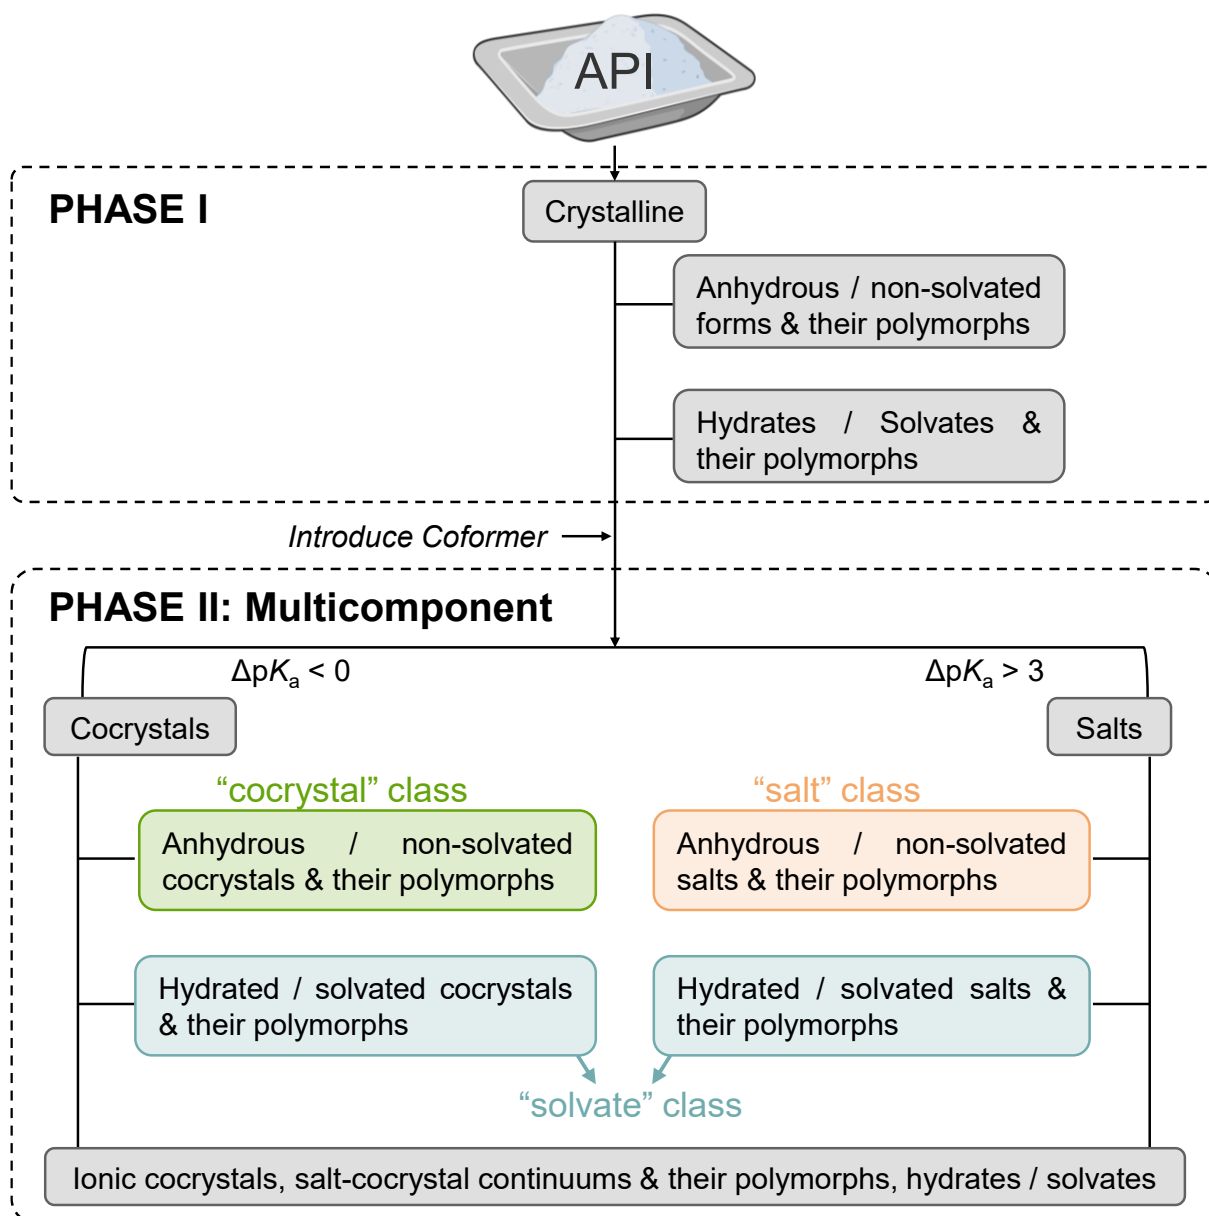 API
PHASE I
Crystalline
Anhydrous / non-solvated
forms & their polymorphs
Hydrates / Solvates &
their polymorphs
Introduce Coformer
PHASE II: Multicomponent
ΔpKa < 0
ΔpKa > 3
Cocrystals
Salts
“cocrystal” class
“salt” class
Anhydrous / non-solvated
cocrystals & their polymorphs
Anhydrous / non-solvated
salts & their polymorphs
Hydrated / solvated cocrystals
& their polymorphs
Hydrated / solvated salts &
their polymorphs
“solvate” class
Ionic cocrystals, salt-cocrystal continuums & their polymorphs, hydrates / solvates